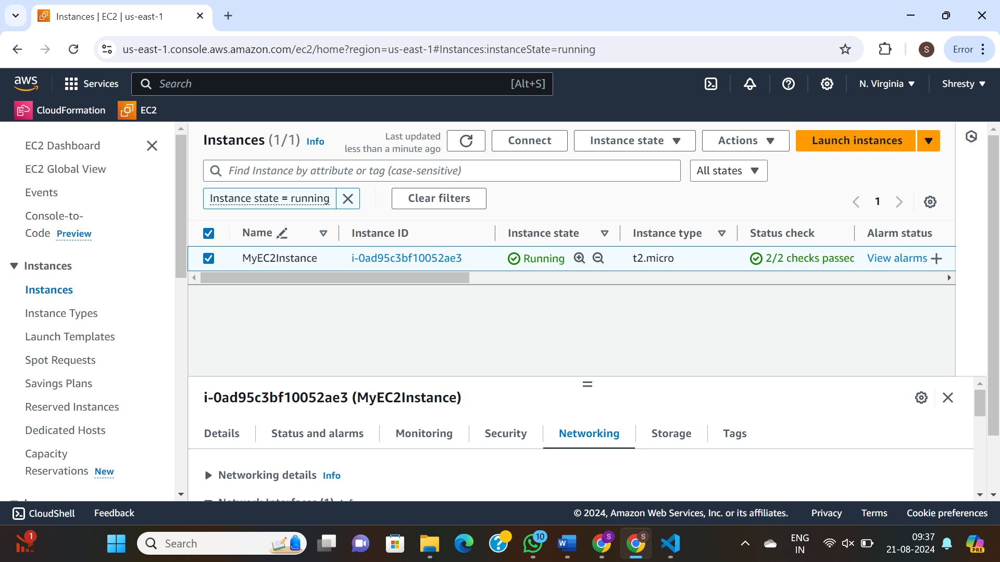 Instances | EC2 | us-east-1
us-east-1.console.aws.amazon.com/ec2/home?region=us-east-1#Instances:instanceState=running
S
Error
aws
Services
Search
[Alt+S]
N. Virginia
Shresty
CloudFormation
EC2
EC2 Dashboard
EC2 Global View
Events
Console-to-
Code Preview
Instances
Instances
Instance Types
Launch Templates
Spot Requests
Savings Plans
Reserved Instances
Dedicated Hosts
Capacity
Reservations New
Instances (1/1) Info
Last updated
less than a minute ago
Connect
Instance state
Actions
Launch instances
Find Instance by attribute or tag (case-sensitive)
All states
Instance state = running
Clear filters
1
Name Instance ID Instance state Instance type Status check Alarm status
MyEC2Instance i-0ad95c3bf10052ae3 Running t2.micro 2/2 checks passec View alarms
i-0ad95c3bf10052ae3 (MyEC2Instance)
Details Status and alarms Monitoring Security Networking Storage Tags
Networking details Info
CloudShell Feedback
© 2024, Amazon Web Services, Inc. or its affiliates. Privacy Terms Cookie preferences
1
Search
10
W
S
S
ENG
IN
09:37
21-08-2024
PRE